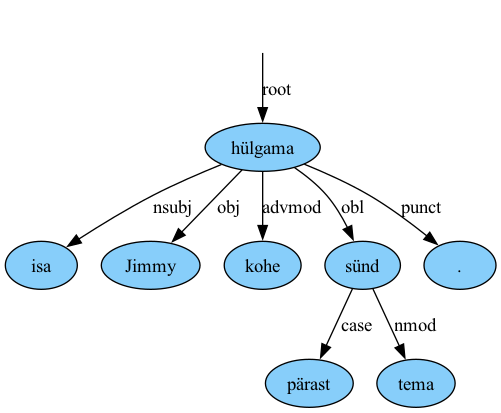 root
hülgama
nsubj obj advmod obl punct
isa Jimmy kohe sünd .
case nmod
pärast tema